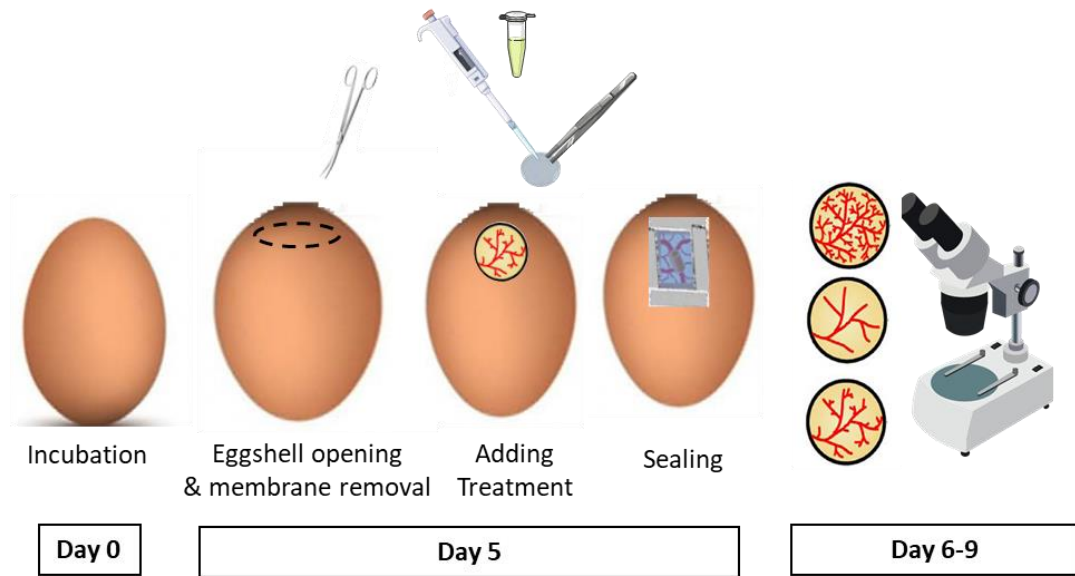 Incubation
Eggshell opening
& membrane removal
Adding
Treatment
Sealing
Day 0
Day 5
Day 6-9